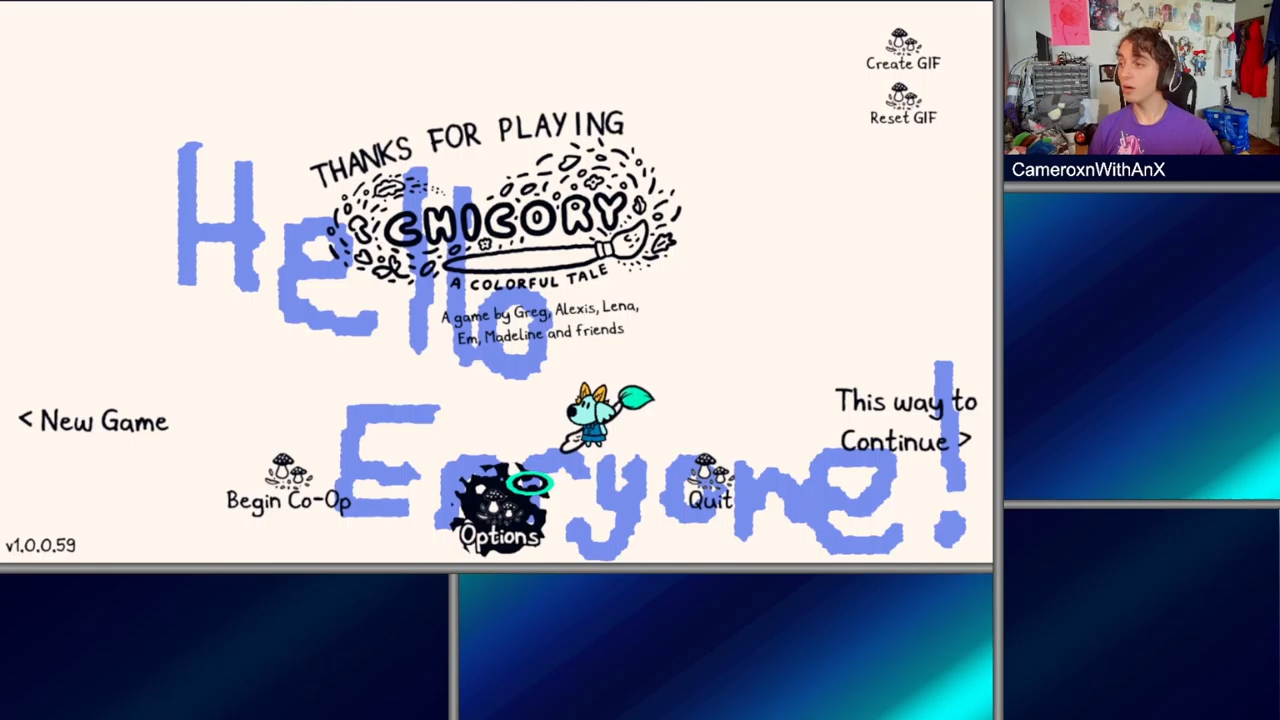 Create GIF
Reset GIF
CameroxnWithAnX
THANKS FOR PLAYING
CHICORY
A COLORFUL TALE
A game by Greg, Alexis, Lena,
Em, Madeline and friends
Hello
< New Game
This way to
Continue >
Everyone!
Begin Co-Op
Options
Quit
v1.0.0.59